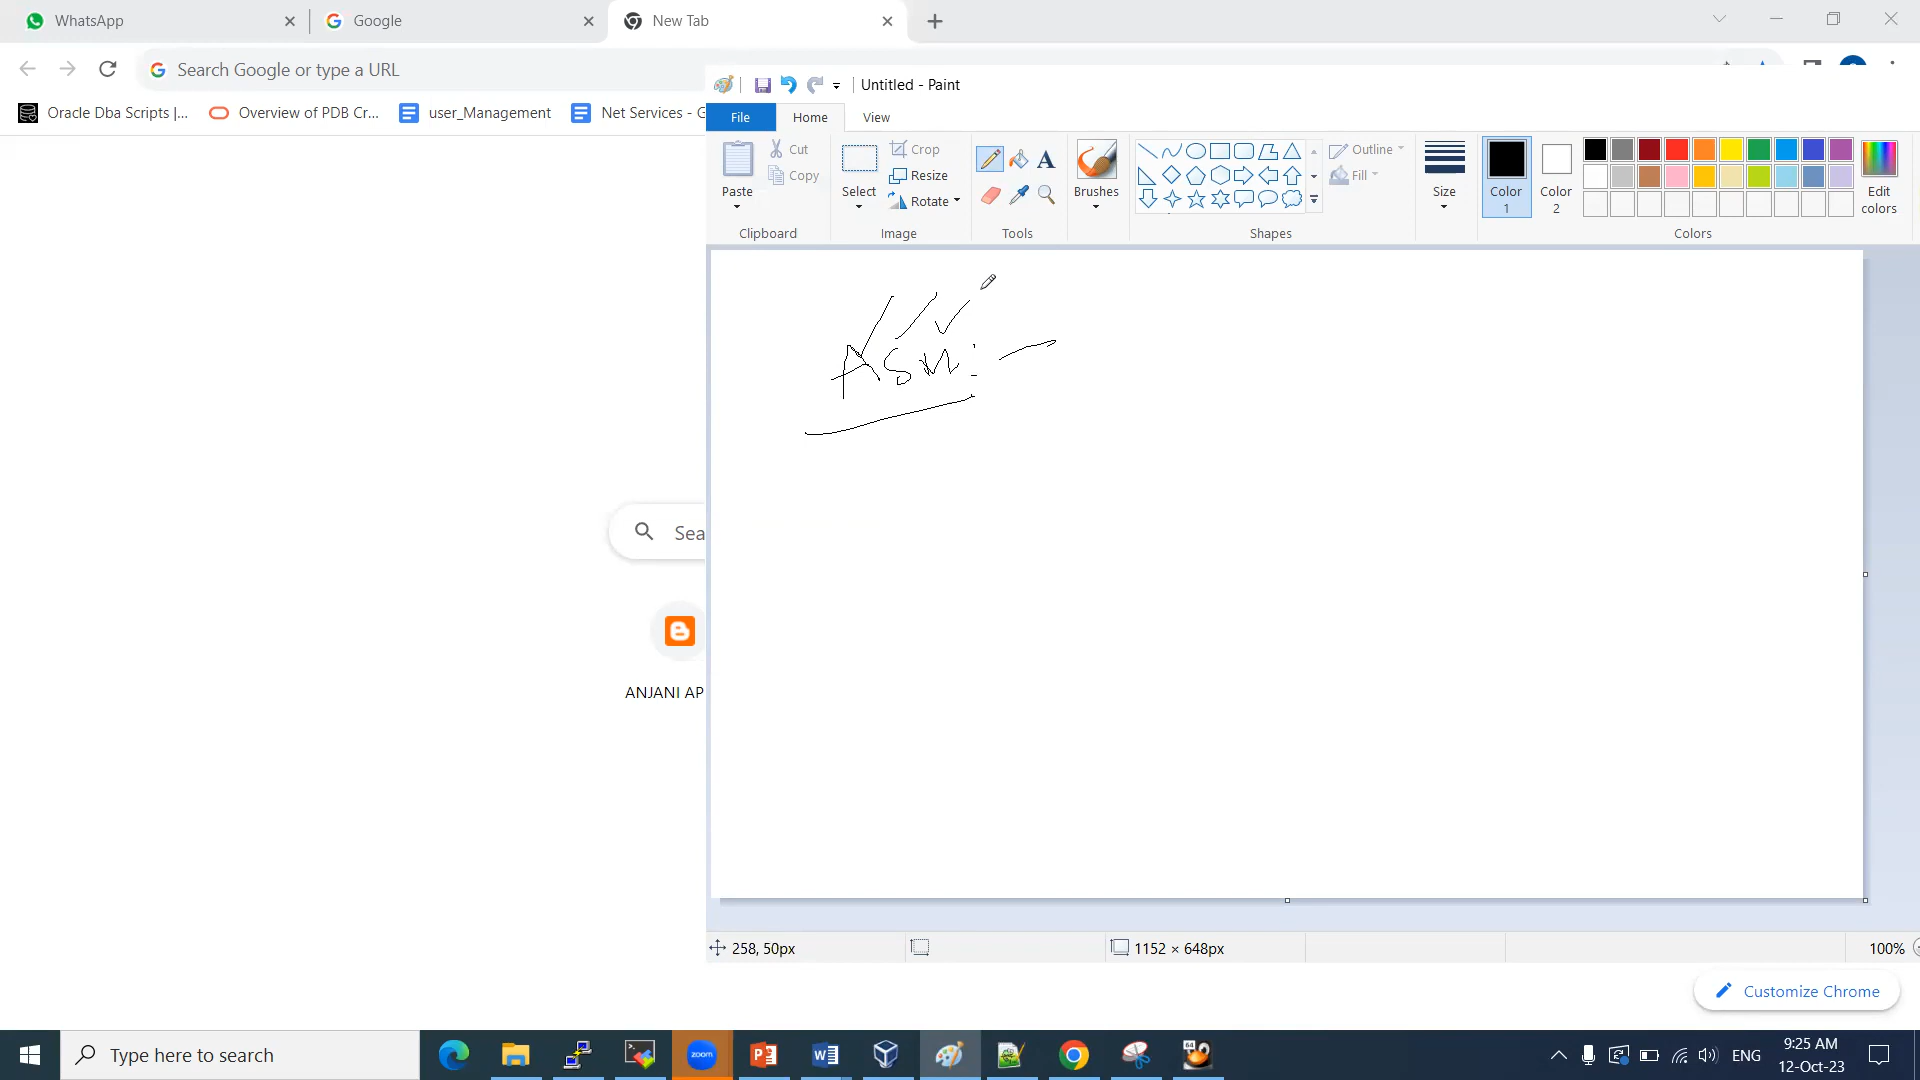 WhatsApp
Google
New Tab
Search Google or type a URL
Oracle Dba Scripts |...
Overview of PDB Cr...
user_Management
Net Services - G
Untitled - Paint
File
Home
View
Paste
Cut
Copy
Clipboard
Select
Crop
Resize
Rotate
Image
Tools
Brushes
Shapes
Outline
Fill
Size
Color
1
Color
2
Edit
colors
Colors
Asm:-
Sea
ANJANI AP
258, 50px
1152 × 648px
100%
Customize Chrome
Type here to search
zoom
64
ENG
9:25 AM
12-Oct-23